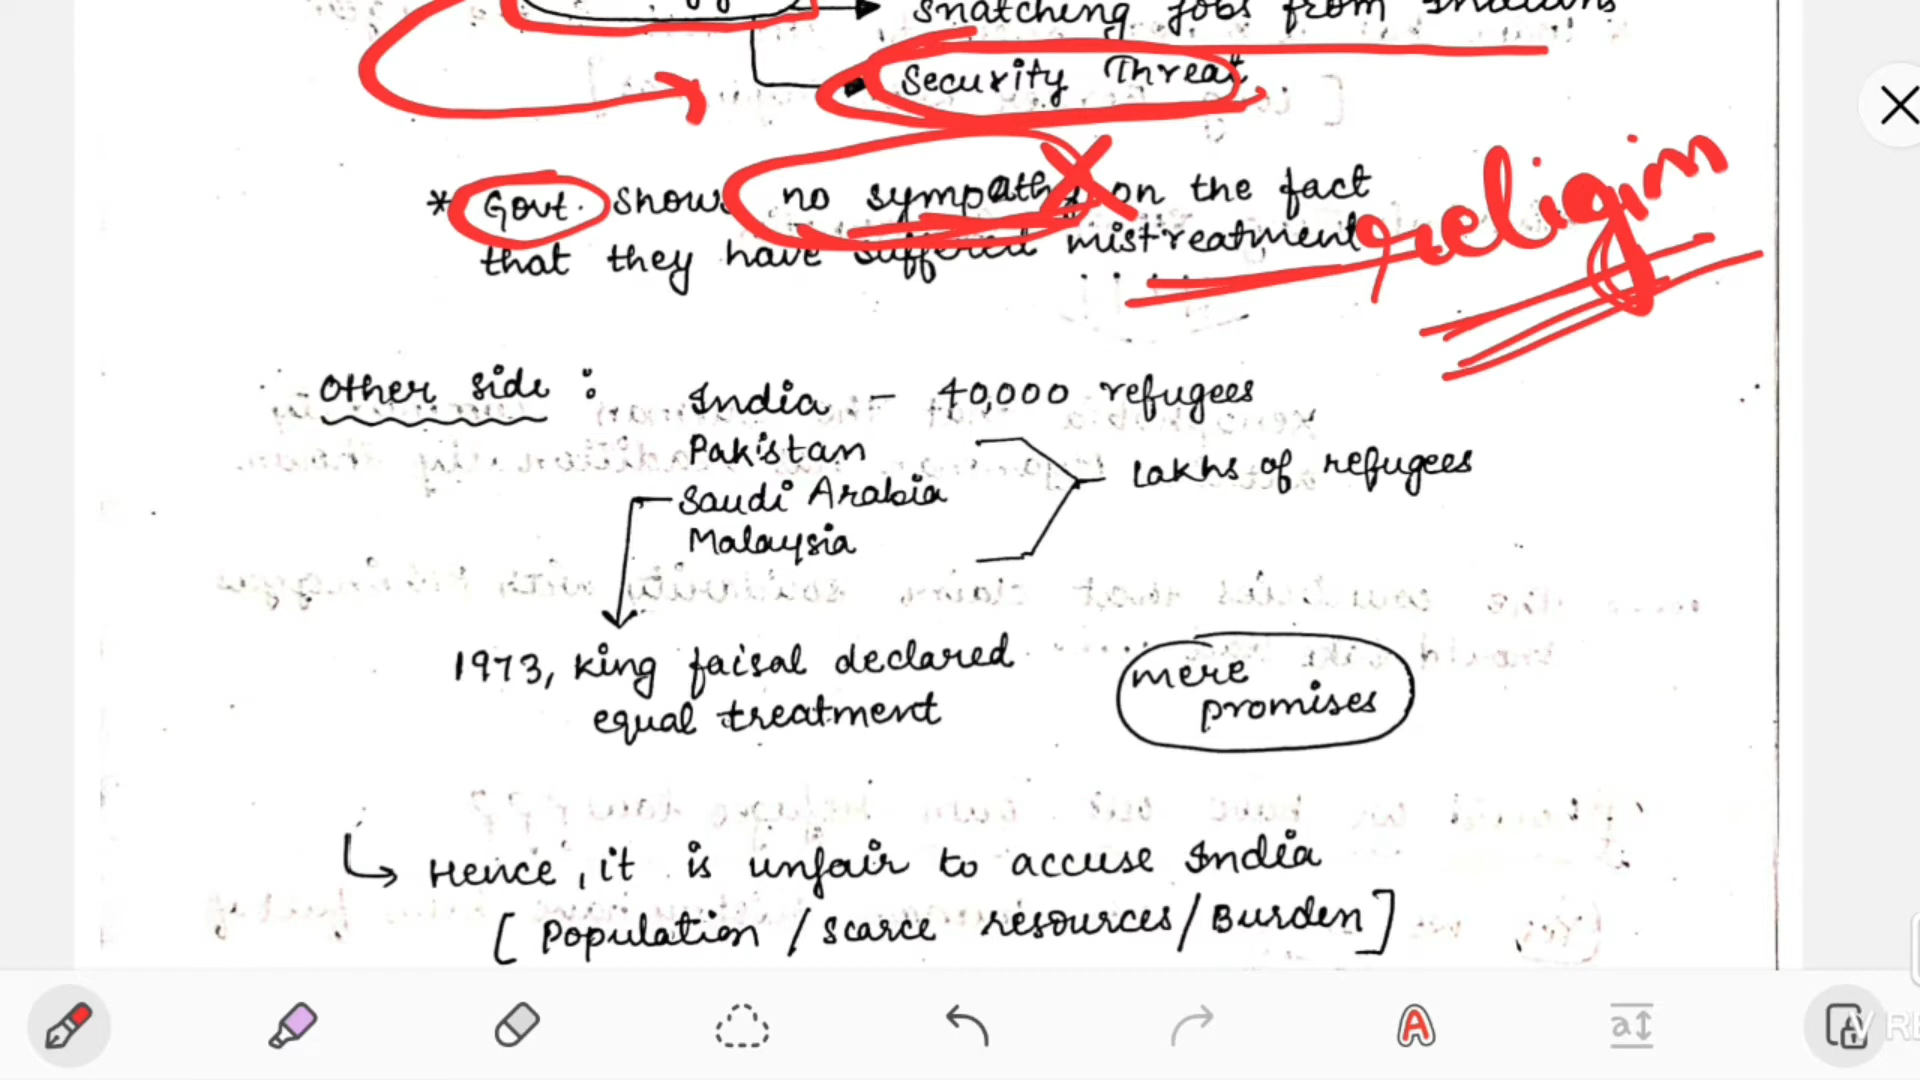 snatching jobs from Indians
Security Threat
* Govt. Shows no sympathy on the fact
that they have suffered mistreatment
religion
Other side :
India - 40,000 refugees
Pakistan
Saudi Arabia
Malaysia
Lakhs of refugees
1973, King faisal declared
equal treatment
mere
promises
Hence, it is unfair to accuse India
[ Population / scarce resources / Burden ]
A
a